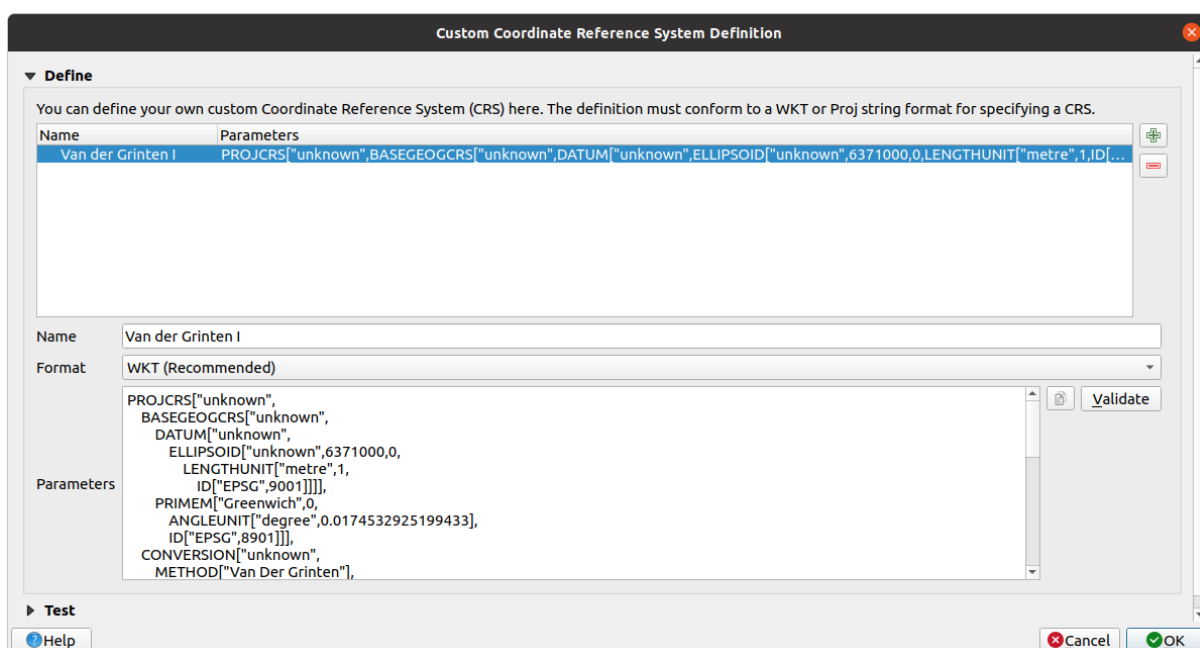 Custom Coordinate Reference System Definition
Define
You can define your own custom Coordinate Reference System (CRS) here. The definition must conform to a WKT or Proj string format for specifying a CRS.
Name Parameters
Van der Grinten I PROJCRS["unknown",BASEGEOGCRS["unknown",DATUM["unknown",ELLIPSOID["unknown",6371000,0,LENGTHUNIT["metre",1,ID[...
Name Van der Grinten I
Format WKT (Recommended)
Parameters
PROJCRS["unknown",
BASEGEOGCRS["unknown",
DATUM["unknown",
ELLIPSOID["unknown",6371000,0,
LENGTHUNIT["metre",1,
ID["EPSG",9001]]]],
PRIMEM["Greenwich",0,
ANGLEUNIT["degree",0.0174532925199433],
ID["EPSG",8901]]],
CONVERSION["unknown",
METHOD["Van Der Grinten"],
Validate
Test
Help
Cancel
OK